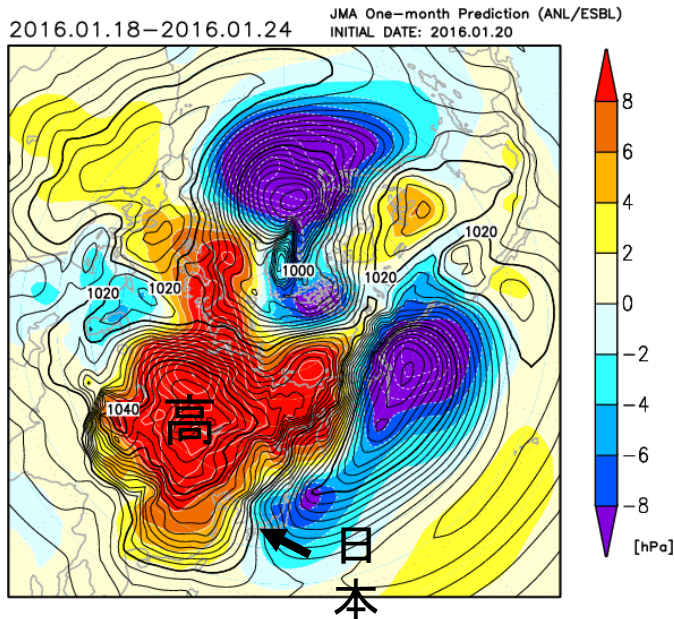 JMA One-month Prediction (ANL/ESBL)
2016.01.18-2016.01.24
INITIAL DATE: 2016.01.20
8
6
4
2
0
-2
-4
-6
-8
[hPa]
1020
1000
1020
1020
1020
1040
高
日
本